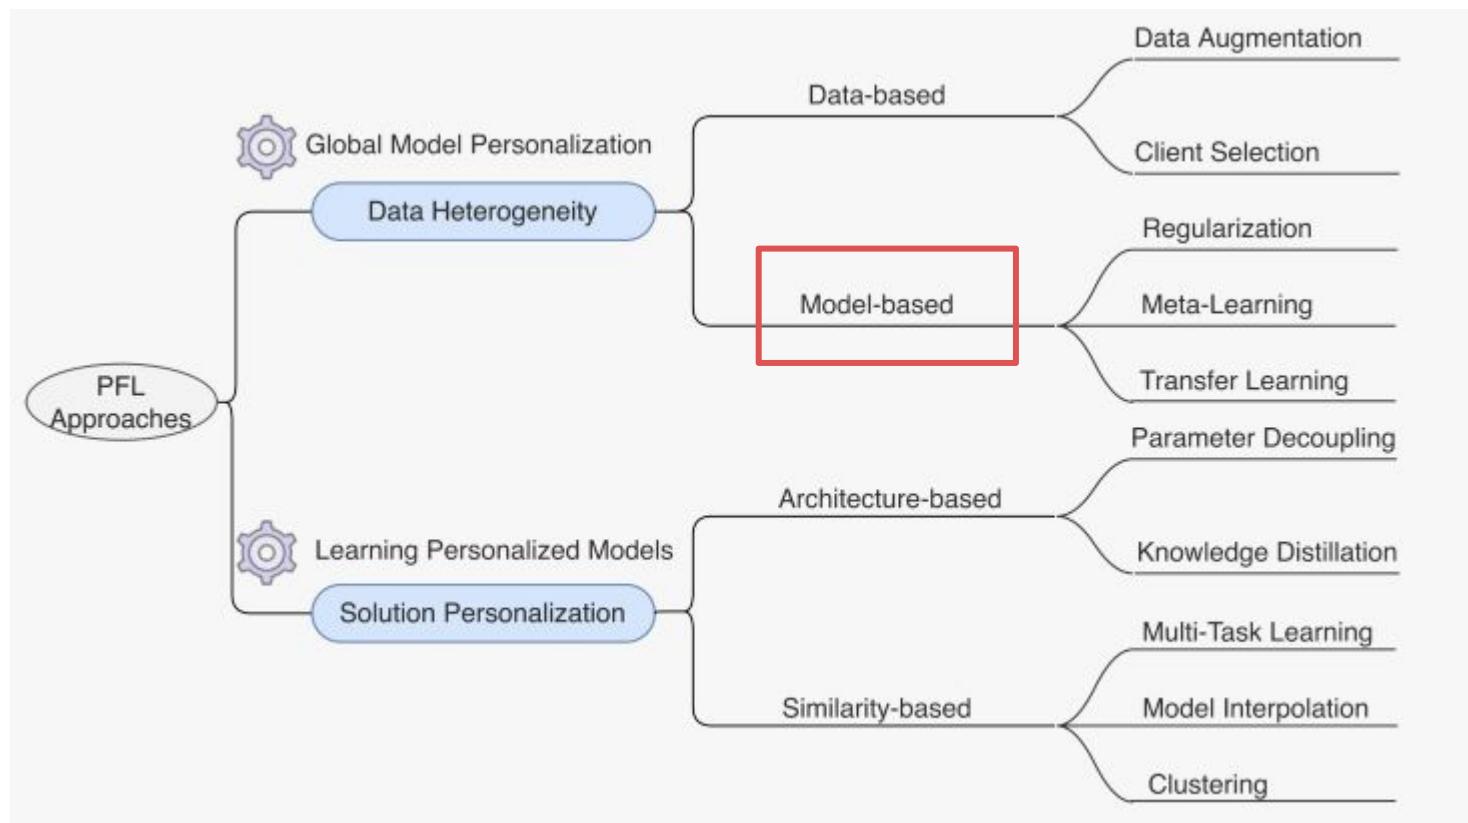 PFL
Approaches
Global Model Personalization
Data Heterogeneity
Data-based
Data Augmentation
Client Selection
Model-based
Regularization
Meta-Learning
Transfer Learning
Learning Personalized Models
Solution Personalization
Architecture-based
Parameter Decoupling
Knowledge Distillation
Similarity-based
Multi-Task Learning
Model Interpolation
Clustering